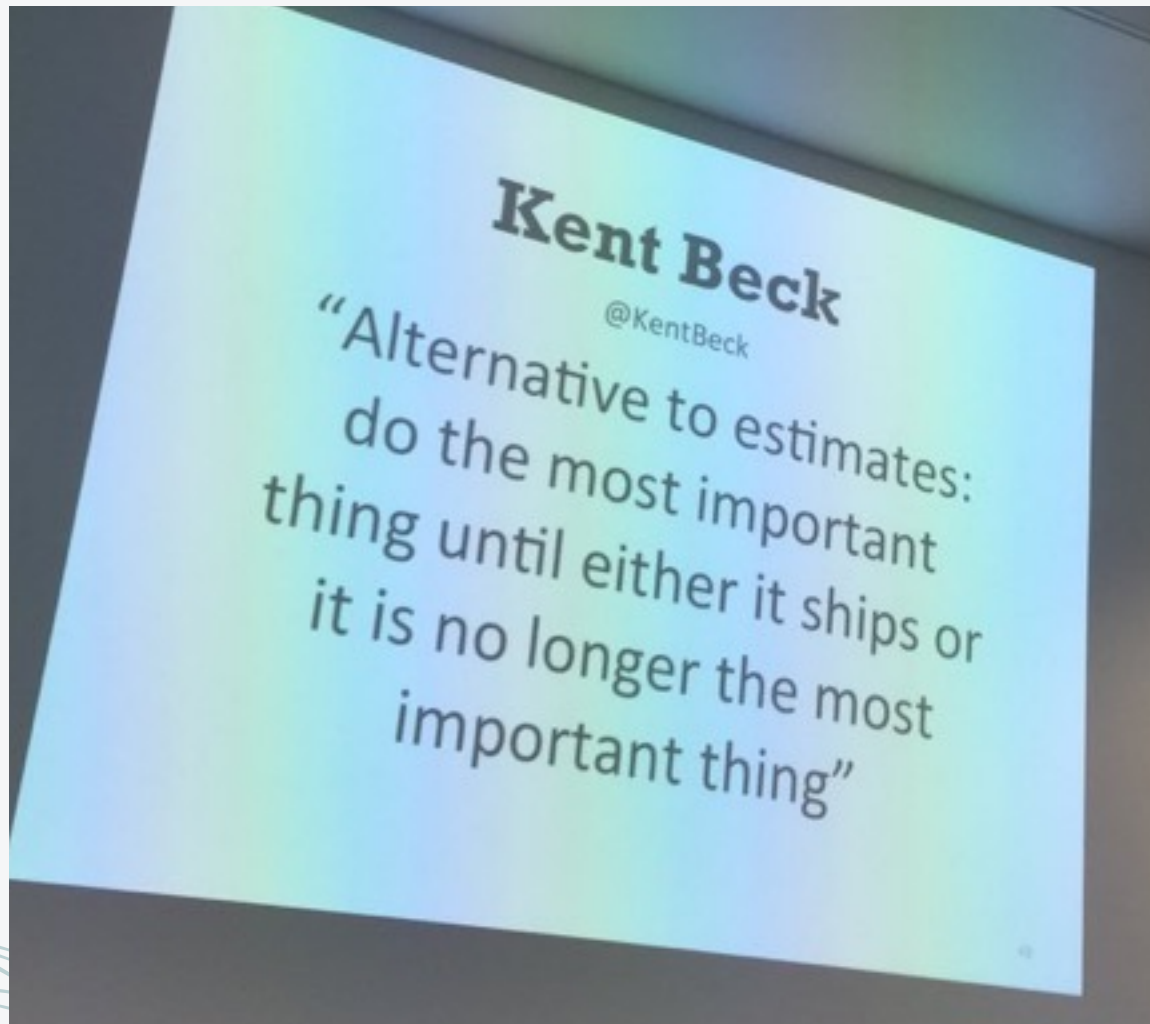 Kent Beck
@KentBeck
“Alternative to estimates:
do the most important
thing until either it ships or
it is no longer the most
important thing”